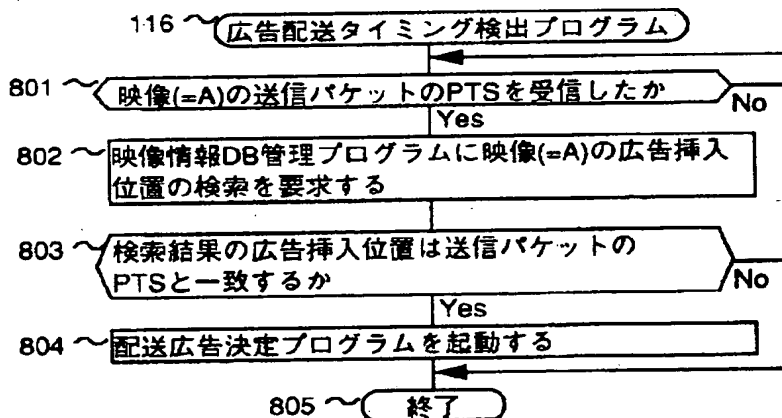 116 広告配送タイミング検出プログラム
801 映像(=A)の送信パケットのPTSを受信したか
No
Yes
802 映像情報DB管理プログラムに映像(=A)の広告挿入
位置の検索を要求する
803 検索結果の広告挿入位置は送信パケットの
PTSと一致するか
No
Yes
804 配送広告決定プログラムを起動する
805 終了